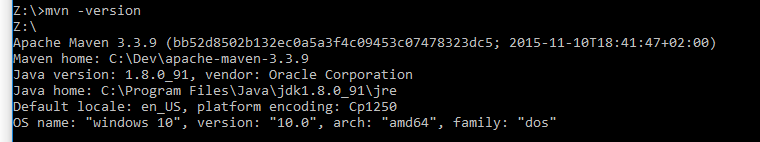 Z:\>mvn -version
Z:\
Apache Maven 3.3.9 (bb52d8502b132ec0a5a3f4c09453c07478323dc5; 2015-11-10T18:41:47+02:00)
Maven home: C:\Dev\apache-maven-3.3.9
Java version: 1.8.0_91, vendor: Oracle Corporation
Java home: C:\Program Files\Java\jdk1.8.0_91\jre
Default locale: en_US, platform encoding: Cp1250
OS name: "windows 10", version: "10.0", arch: "amd64", family: "dos"